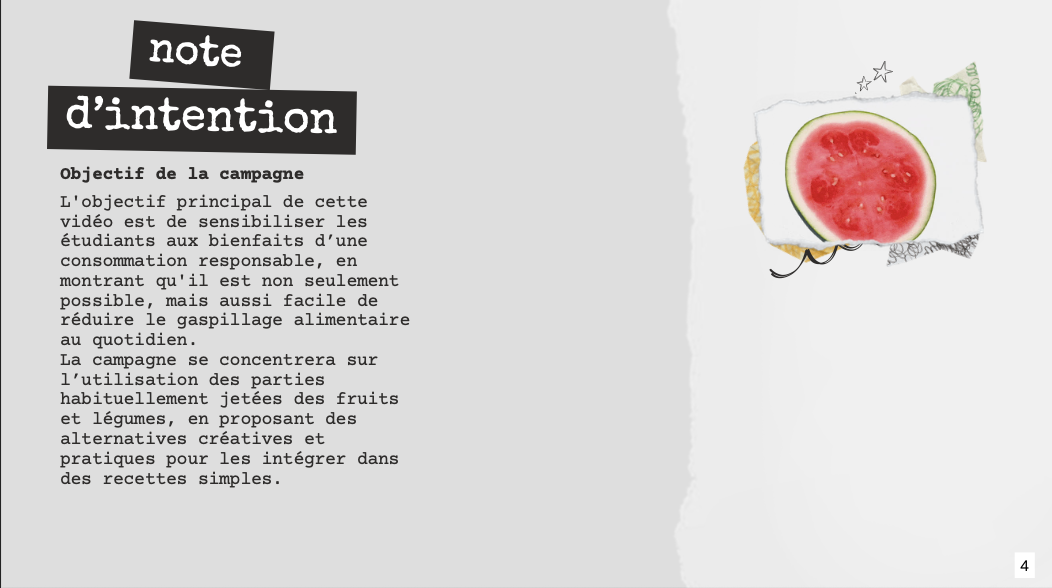 note
d’intention
Objectif de la campagne
L'objectif principal de cette
vidéo est de sensibiliser les
étudiants aux bienfaits d’une
consommation responsable, en
montrant qu'il est non seulement
possible, mais aussi facile de
réduire le gaspillage alimentaire
au quotidien.
La campagne se concentrera sur
l’utilisation des parties
habituellement jetées des fruits
et légumes, en proposant des
alternatives créatives et
pratiques pour les intégrer dans
des recettes simples.
4